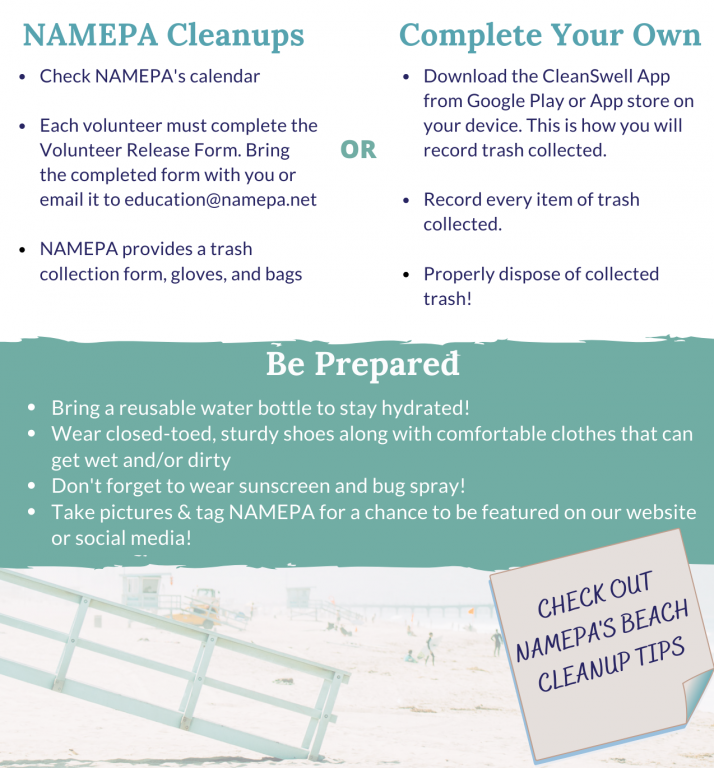 NAMEPA Cleanups
• Check NAMEPA's calendar
• Each volunteer must complete the
Volunteer Release Form. Bring
the completed form with you or
email it to education@namepa.net
• NAMEPA provides a trash
collection form, gloves, and bags
OR
Complete Your Own
• Download the CleanSwell App
from Google Play or App store on
your device. This is how you will
record trash collected.
• Record every item of trash
collected.
• Properly dispose of collected
trash!
Be Prepared
• Bring a reusable water bottle to stay hydrated!
• Wear closed-toed, sturdy shoes along with comfortable clothes that can
get wet and/or dirty
• Don't forget to wear sunscreen and bug spray!
• Take pictures & tag NAMEPA for a chance to be featured on our website
or social media!
CHECK OUT
NAMEPA'S BEACH
CLEANUP TIPS